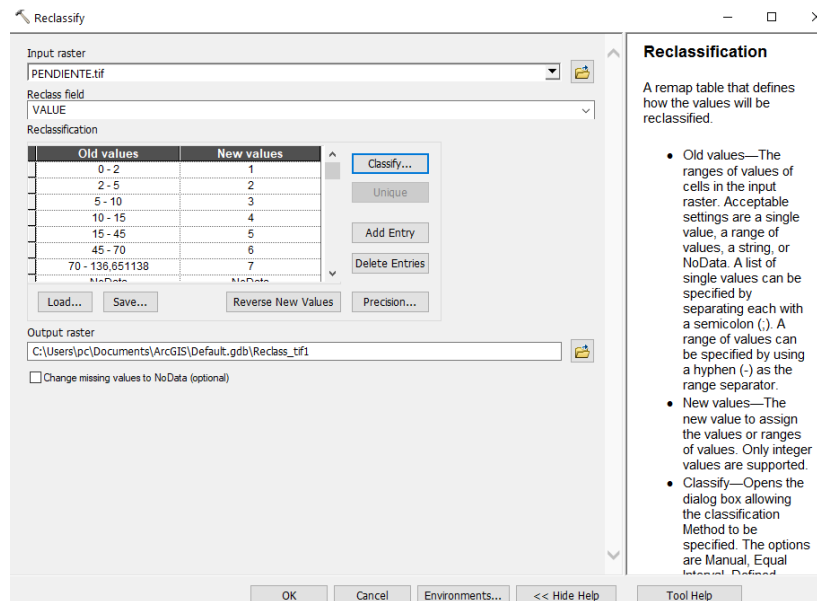 Reclassify
Input raster
PENDIENTE.tif
Reclass field
VALUE
Reclassification
Old values New values
0 - 2 1
2 - 5 2
5 - 10 3
10 - 15 4
15 - 45 5
45 - 70 6
70 - 136,651138 7
NoData NoData
Classify...
Unique
Add Entry
Delete Entries
Load... Save... Reverse New Values Precision...
Output raster
C:\Users\pc\Documents\ArcGIS\Default.gdb\Reclass_tif1
Change missing values to NoData (optional)
OK Cancel Environments... << Hide Help Tool Help
Reclassification
A remap table that defines
how the values will be
reclassified.
● Old values—The
ranges of values of
cells in the input
raster. Acceptable
settings are a single
value, a range of
values, a string, or
NoData. A list of
single values can be
specified by
separating each with
a semicolon (;). A
range of values can
be specified by using
a hyphen (-) as the
range separator.
● New values—The
new value to assign
the values or ranges
of values. Only integer
values are supported.
● Classify—Opens the
dialog box allowing
the classification
Method to be
specified. The options
are Manual, Equal
Interval, Defined